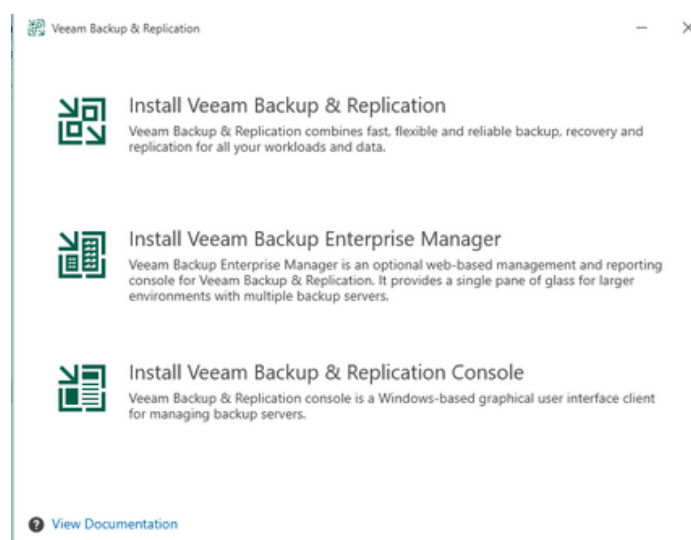 Veeam Backup & Replication
Install Veeam Backup & Replication
Veeam Backup & Replication combines fast, flexible and reliable backup, recovery and
replication for all your workloads and data.
Install Veeam Backup Enterprise Manager
Veeam Backup Enterprise Manager is an optional web-based management and reporting
console for Veeam Backup & Replication. It provides a single pane of glass for larger
environments with multiple backup servers.
Install Veeam Backup & Replication Console
Veeam Backup & Replication console is a Windows-based graphical user interface client
for managing backup servers.
View Documentation